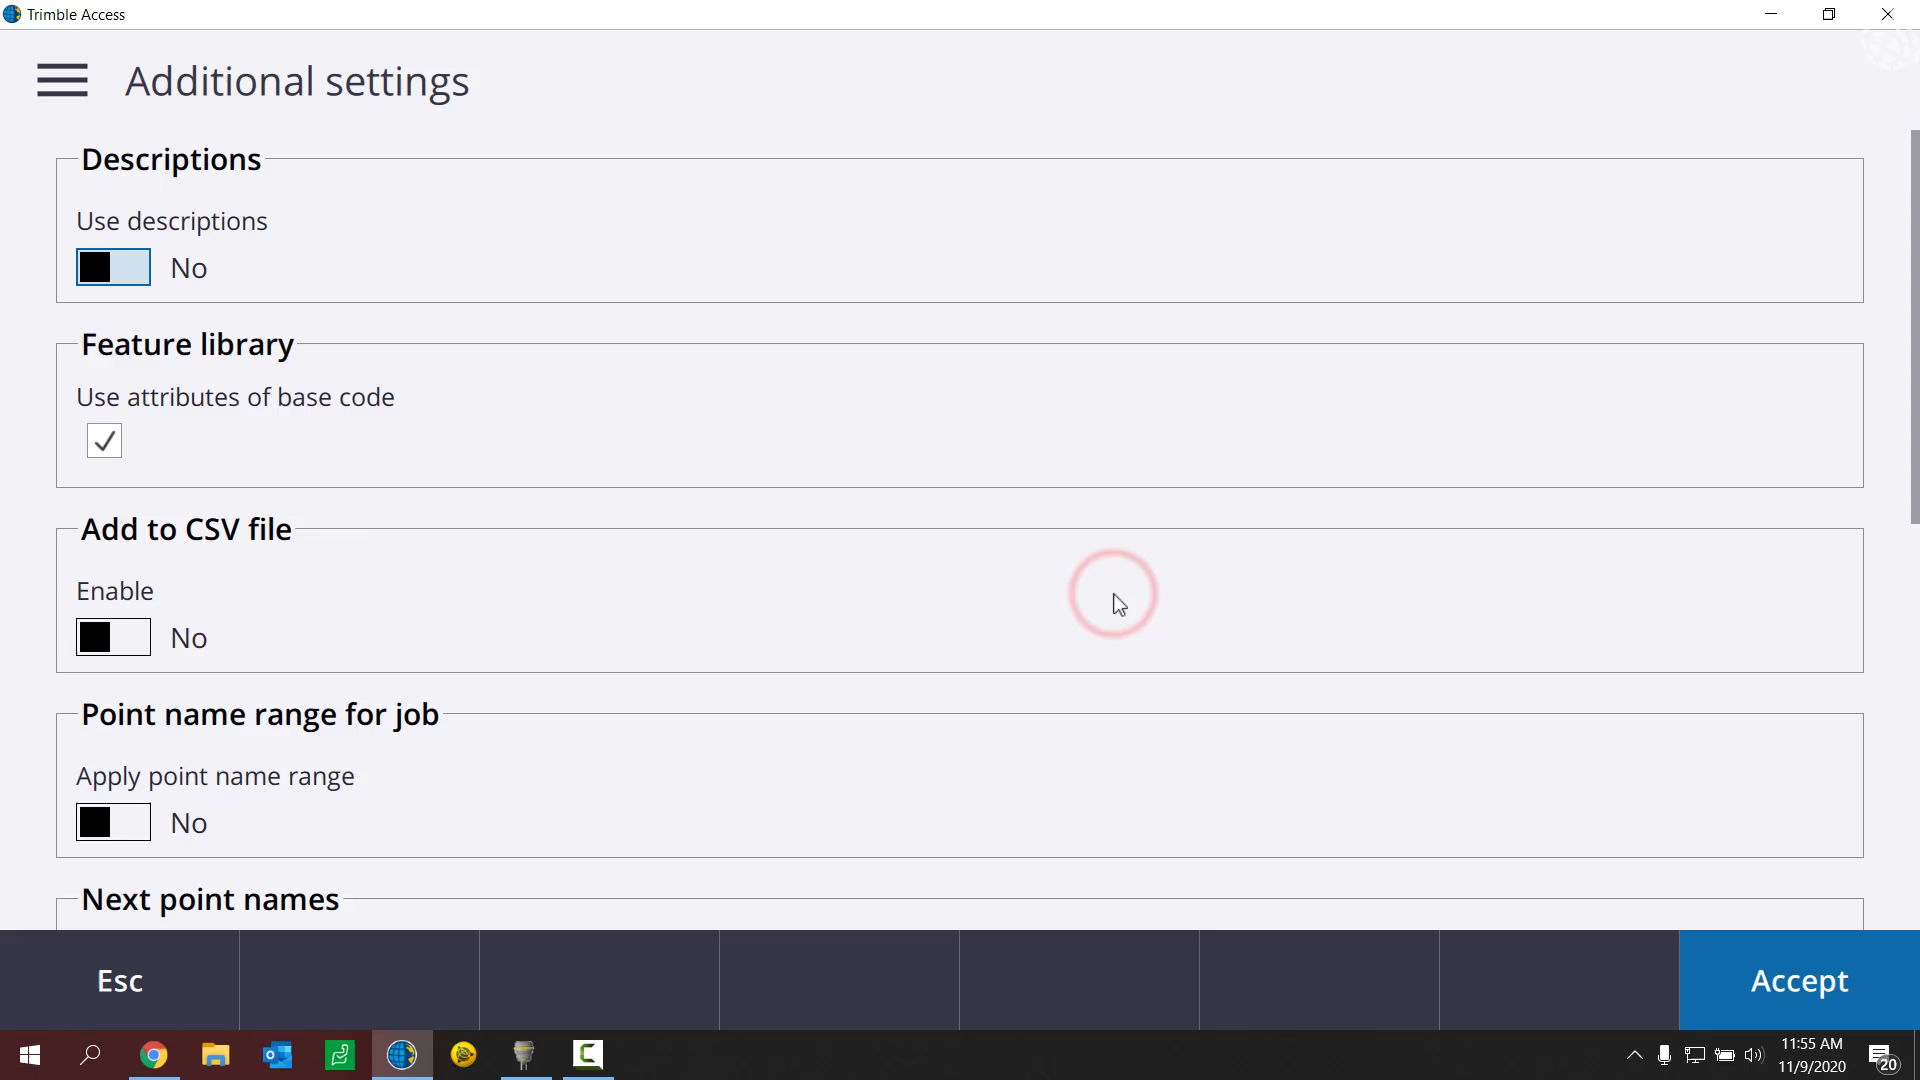 Trimble Access
Additional settings
Descriptions
Use descriptions
No
Feature library
Use attributes of base code
Add to CSV file
Enable
No
Point name range for job
Apply point name range
No
Next point names
Esc
Accept
11:55 AM
11/9/2020
20